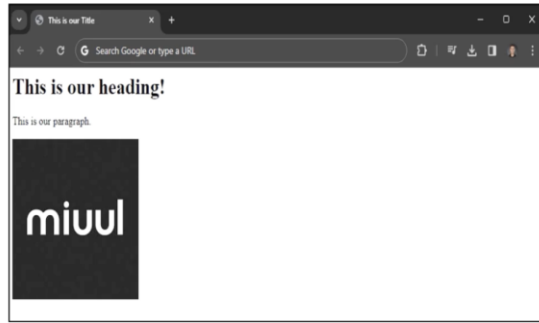 This is our Title
Search Google or type a URL
This is our heading!
This is our paragraph.
miuul